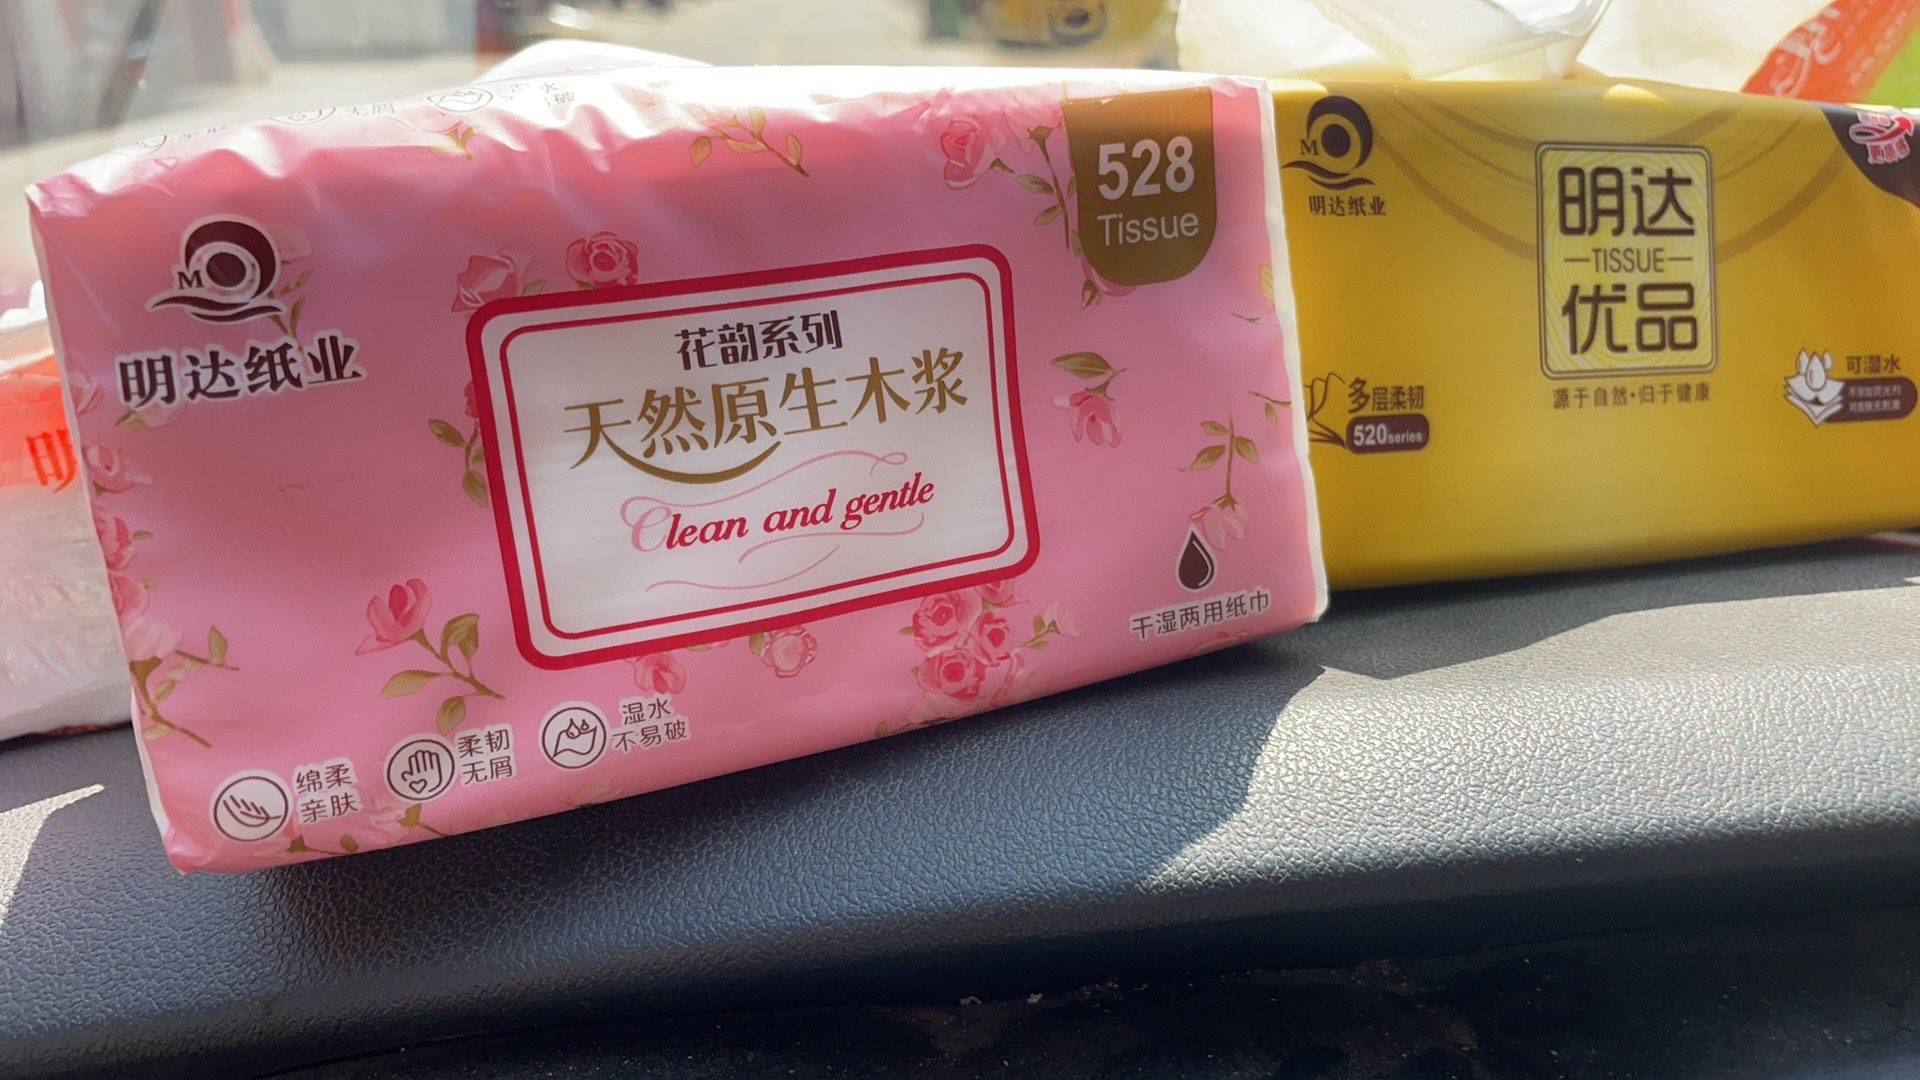 无屑
528
Tissue
M
明达纸业
花韵系列
天然原生木浆
Clean and gentle
干湿两用纸巾
绵柔
亲肤
柔韧
无屑
湿水
不易破
明
M
明达纸业
明达
TISSUE
优品
源于自然·归于健康
多层柔韧
520series
可湿水